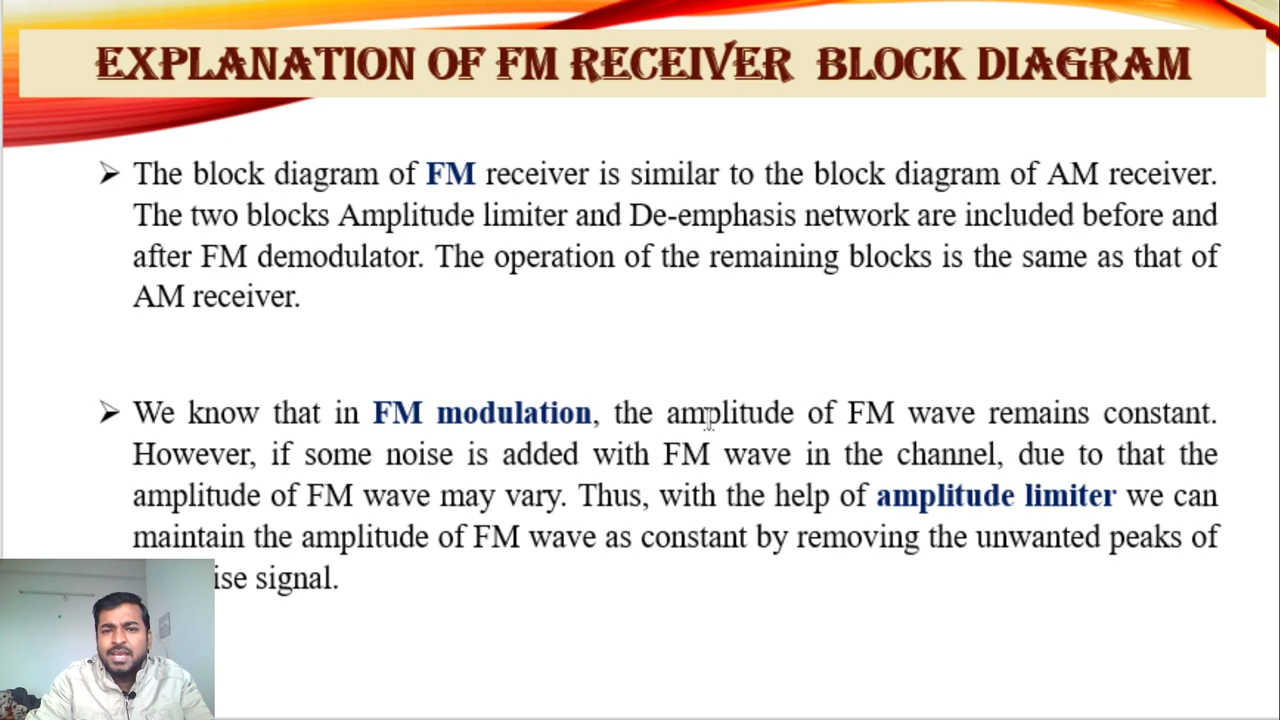 EXPLANATION OF FM RECEIVER BLOCK DIAGRAM
The block diagram of FM receiver is similar to the block diagram of AM receiver.
The two blocks Amplitude limiter and De-emphasis network are included before and
after FM demodulator. The operation of the remaining blocks is the same as that of
AM receiver.
We know that in FM modulation, the amplitude of FM wave remains constant.
However, if some noise is added with FM wave in the channel, due to that the
amplitude of FM wave may vary. Thus, with the help of amplitude limiter we can
maintain the amplitude of FM wave as constant by removing the unwanted peaks of
signal.